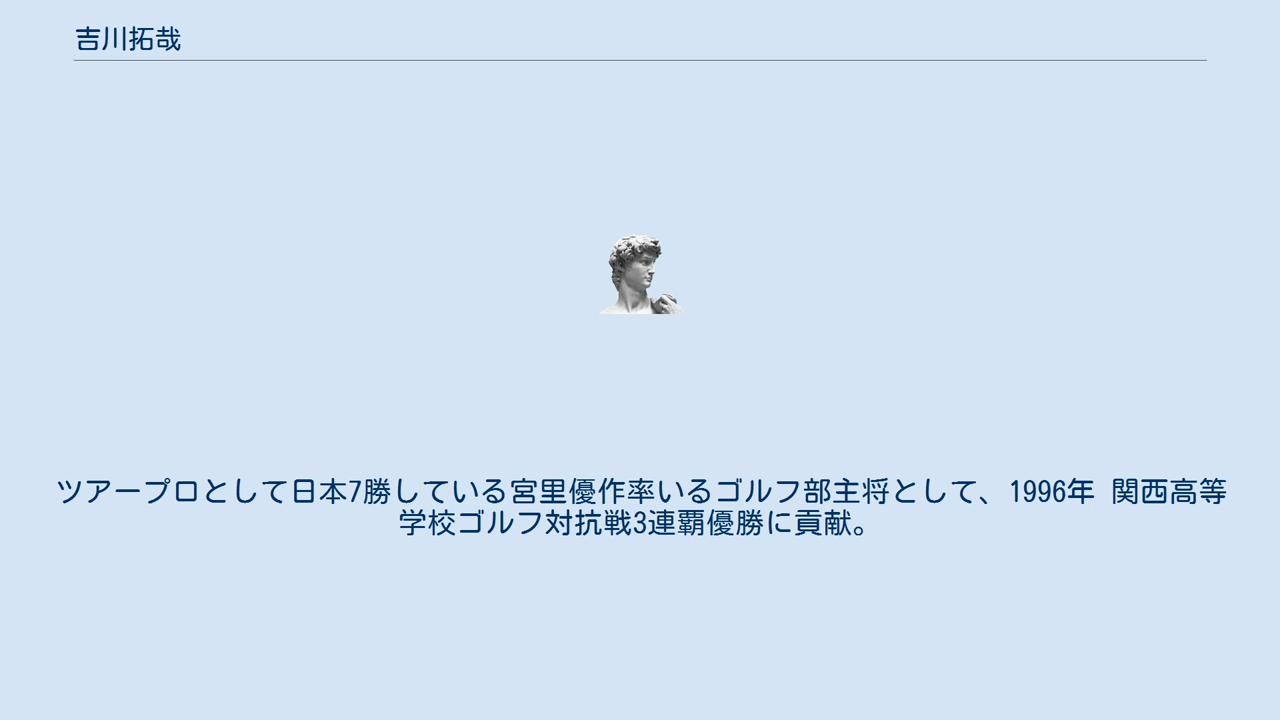 吉川拓哉
ツアープロとして日本7勝している宮里優作率いるゴルフ部主将として、1996年 関西高等
学校ゴルフ対抗戦3連覇優勝に貢献。